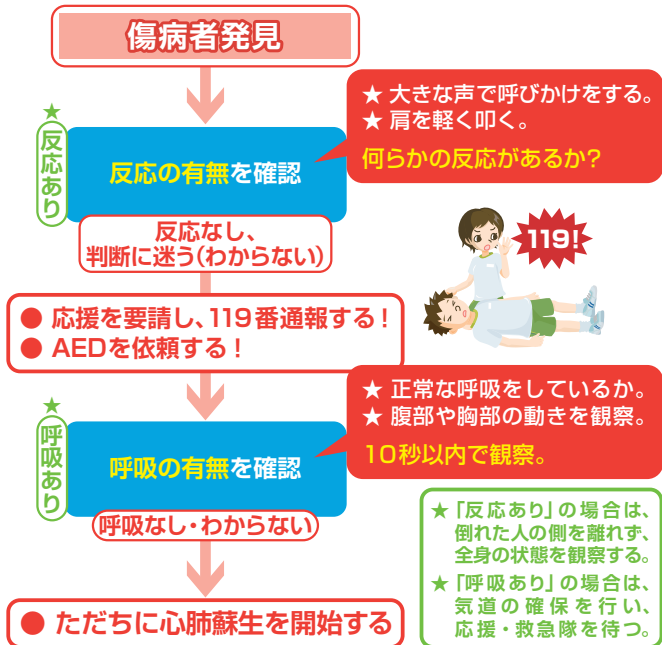 傷病者発見
★ 大きな声で呼びかけをする。
★ 肩を軽く叩く。
何らかの反応があるか?
★
反応あり
反応の有無を確認
反応なし、
判断に迷う(わからない)
119!
● 応援を要請し、119番通報する!
● AEDを依頼する!
★ 正常な呼吸をしているか。
★ 腹部や胸部の動きを観察。
10秒以内で観察。
★
呼吸あり
呼吸の有無を確認
呼吸なし・わからない)
★「反応あり」の場合は、
倒れた人の側を離れず、
全身の状態を観察する。
★「呼吸あり」の場合は、
気道の確保を行い、
応援・救急隊を待つ。
● ただちに心肺蘇生を開始する